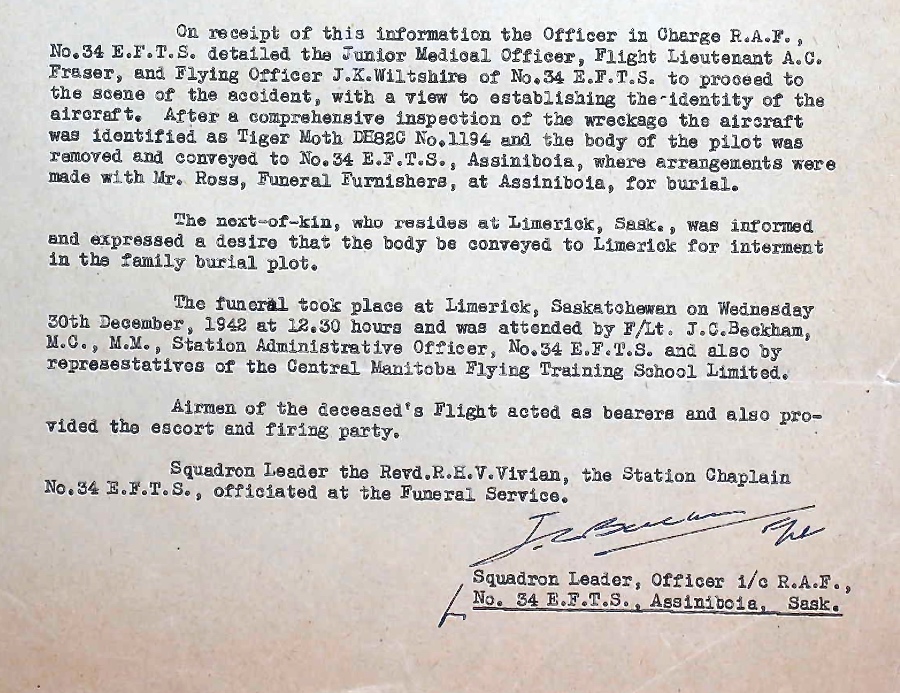 On receipt of this information the Officer in Charge R.A.F.,
No.34 E.F.T.S. detailed the Junior Medical Officer, Flight Lieutenant A.C.
Fraser, and Flying Officer J.K.Wiltshire of No.34 E.F.T.S. to proceed to
the scene of the accident, with a view to establishing the identity of the
aircraft. After a comprehensive inspection of the wreckage the aircraft
was identified as Tiger Moth DH82C No.1194 and the body of the pilot was
removed and conveyed to No.34 E.F.T.S., Assiniboia, where arrangements were
made with Mr. Ross, Funeral Furnishers, at Assiniboia, for burial.
The next-of-kin, who resides at Limerick, Sask., was informed
and expressed a desire that the body be conveyed to Limerick for interment
in the family burial plot.
The funeral took place at Limerick, Saskatchewan on Wednesday
30th December, 1942 at 12.30 hours and was attended by F/Lt. J.C.Beckham,
M.C., M.M., Station Administrative Officer, No.34 E.F.T.S. and also by
represestatives of the Central Manitoba Flying Training School Limited.
Airmen of the deceased's Flight acted as bearers and also pro-
vided the escort and firing party.
Squadron Leader the Revd.R.H.V.Vivian, the Station Chaplain
No.34 E.F.T.S., officiated at the Funeral Service.
J.C.Beckham
Squadron Leader, Officer i/c R.A.F.,
No. 34 E.F.T.S., Assiniboia, Sask.